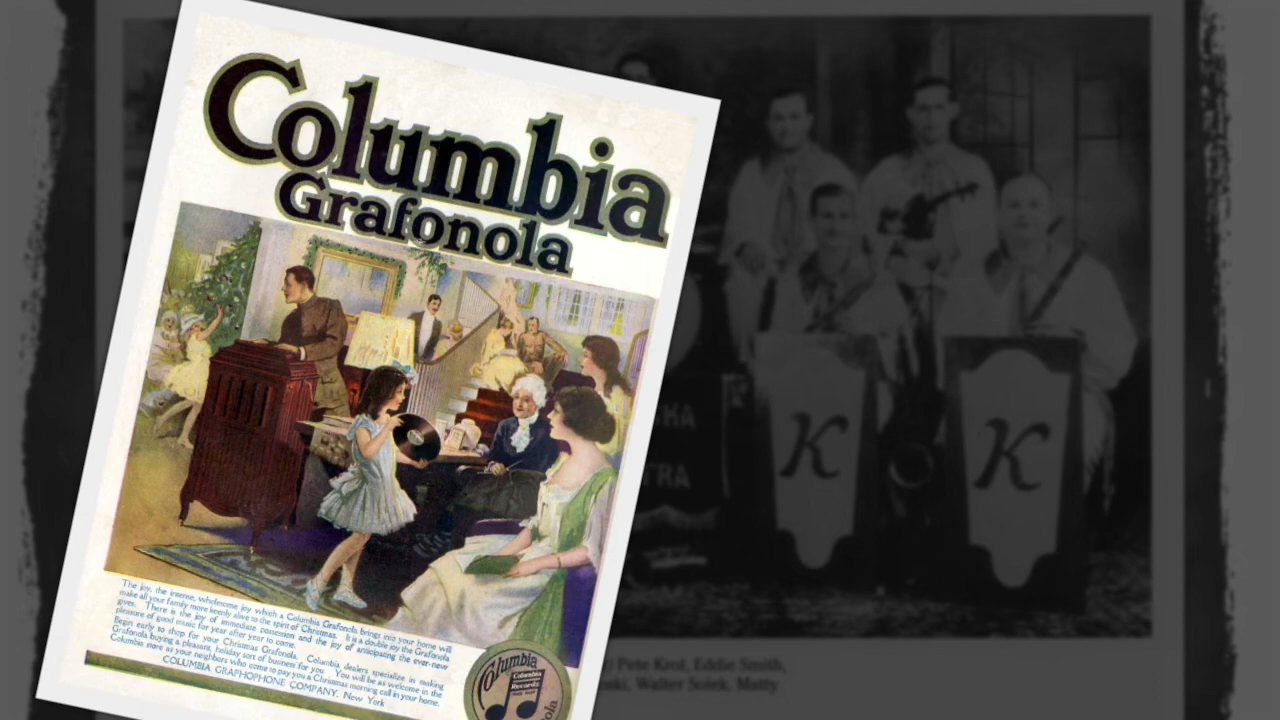 Columbia
Grafonola
The joy, the intense, wholesome joy which a Columbia Grafonola brings into your home will
make all your family more keenly alive to the spirit of Christmas. It is a double joy the Grafonola
gives. There is the joy of immediate possession and the joy of anticipating the ever-new
pleasure of good music for year after year to come.
Begin early to shop for your Christmas Grafonola. Columbia dealers specialize in making
Grafonola buying a pleasant, holiday sort of business for you. You will be as welcome in the
Columbia store as your neighbors who come to pay you a Christmas morning call in your home.
COLUMBIA GRAPHOPHONE COMPANY, New York
Columbia
Columbia
Records
K
K
Pete Krol, Eddie Smith,
Walter Solek, Matty